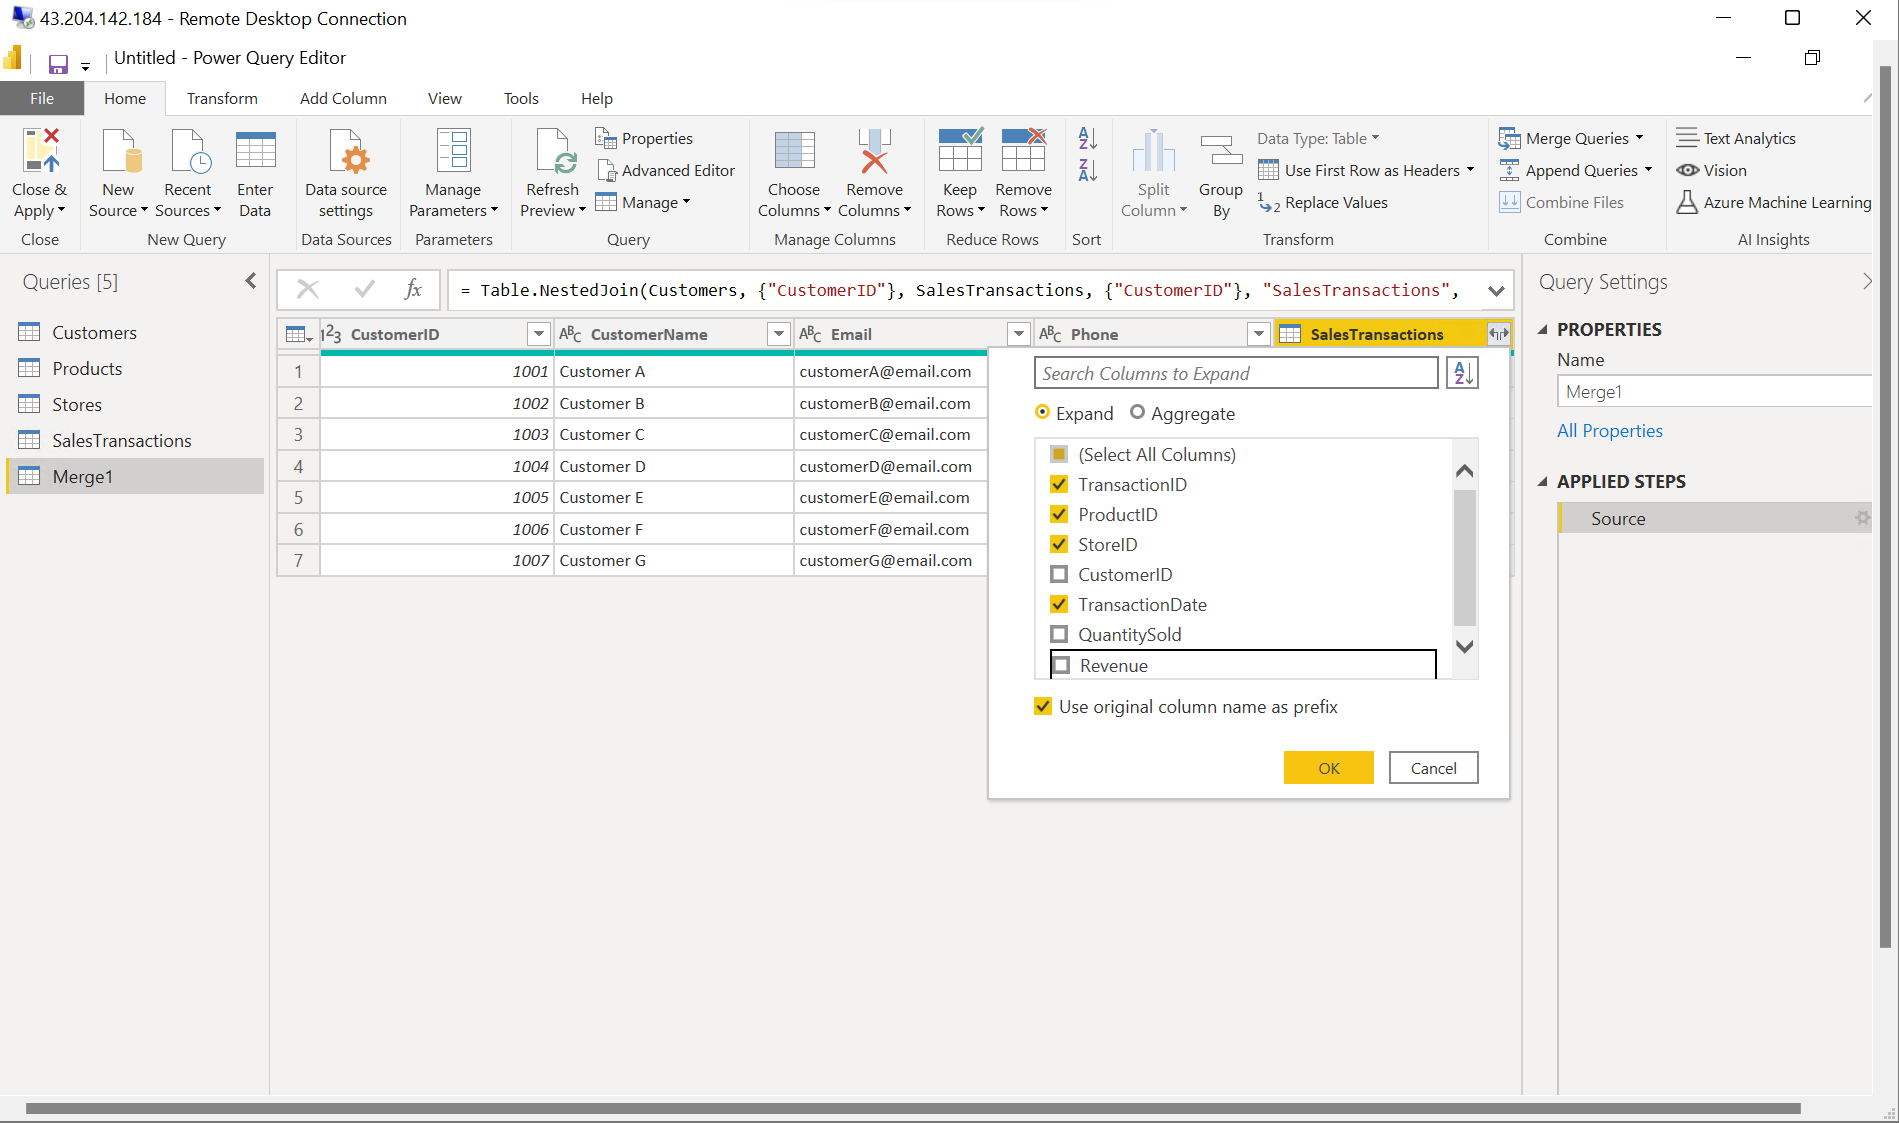 43.204.142.184 - Remote Desktop Connection
Untitled - Power Query Editor
File Home Transform Add Column View Tools Help
Close & Apply
New Source
Recent Sources
Enter Data
Data source settings
Manage Parameters
Refresh Preview
Properties
Advanced Editor
Manage
Choose Columns
Remove Columns
Keep Rows
Remove Rows
Split Column
Group By
Data Type: Table
Use First Row as Headers
Replace Values
Merge Queries
Append Queries
Combine Files
Text Analytics
Vision
Azure Machine Learning
Close New Query Data Sources Parameters Query Manage Columns Reduce Rows Sort Transform Combine AI Insights
Queries [5]
Customers
Products
Stores
SalesTransactions
Merge1
fx = Table.NestedJoin(Customers, {"CustomerID"}, SalesTransactions, {"CustomerID"}, "SalesTransactions",
123 CustomerID ABC CustomerName ABC Email ABC Phone SalesTransactions
1 1001 Customer A customerA@email.com
2 1002 Customer B customerB@email.com
3 1003 Customer C customerC@email.com
4 1004 Customer D customerD@email.com
5 1005 Customer E customerE@email.com
6 1006 Customer F customerF@email.com
7 1007 Customer G customerG@email.com
Search Columns to Expand
Expand Aggregate
(Select All Columns)
TransactionID
ProductID
StoreID
CustomerID
TransactionDate
QuantitySold
Revenue
Use original column name as prefix
OK Cancel
Query Settings
PROPERTIES
Name
Merge1
All Properties
APPLIED STEPS
Source